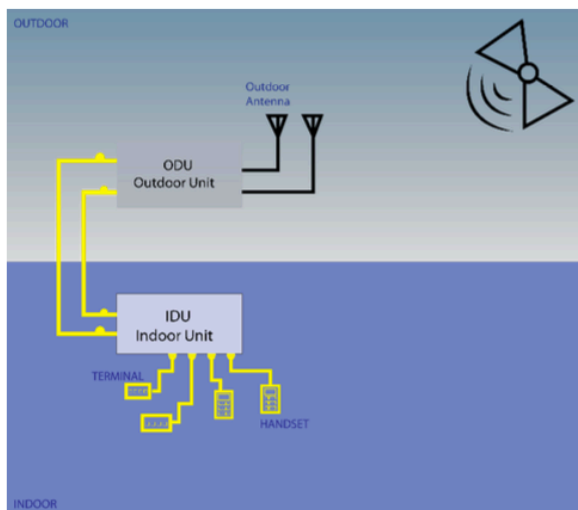 OUTDOOR
Outdoor
Antenna
ODU
Outdoor Unit
IDU
Indoor Unit
TERMINAL
HANDSET
INDOOR